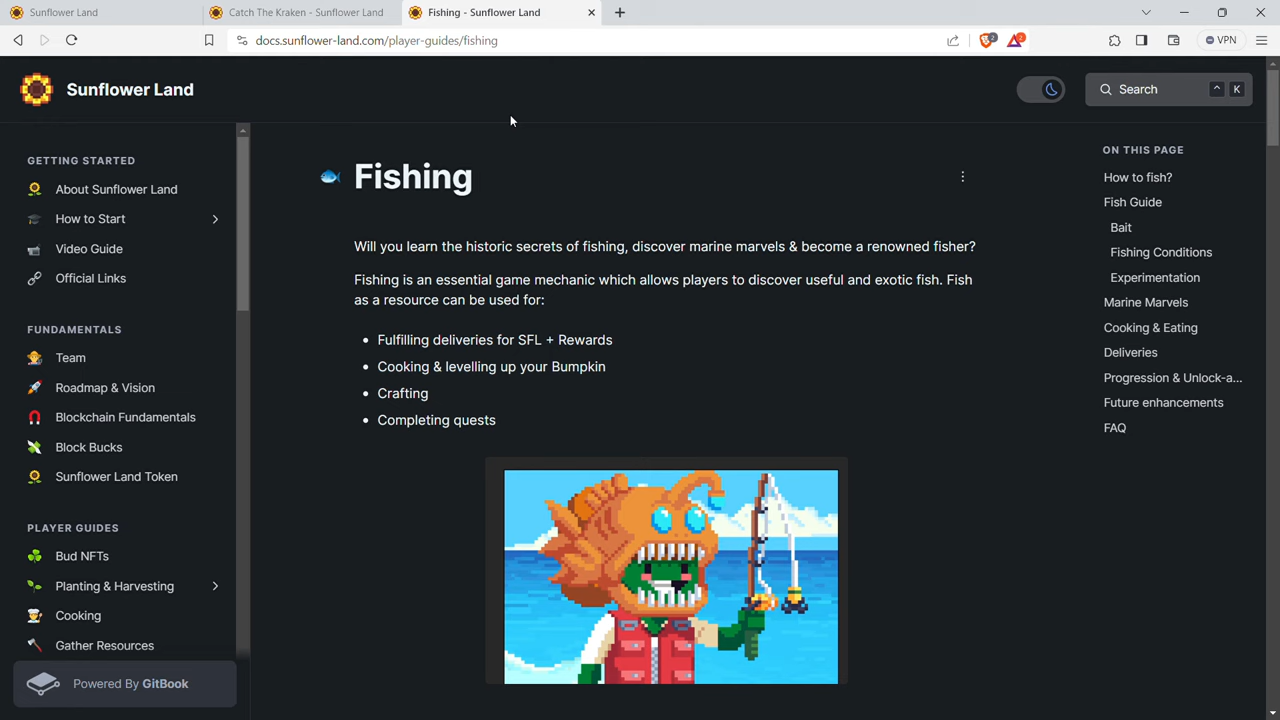 Sunflower Land
Catch The Kraken - Sunflower Land
Fishing - Sunflower Land
docs.sunflower-land.com/player-guides/fishing
2
2
VPN
Sunflower Land
Search
^ K
GETTING STARTED
About Sunflower Land
How to Start
Video Guide
Official Links
FUNDAMENTALS
Team
Roadmap & Vision
Blockchain Fundamentals
Block Bucks
Sunflower Land Token
PLAYER GUIDES
Bud NFTs
Planting & Harvesting
Cooking
Gather Resources
Powered By GitBook
Fishing
Will you learn the historic secrets of fishing, discover marine marvels & become a renowned fisher?
Fishing is an essential game mechanic which allows players to discover useful and exotic fish. Fish
as a resource can be used for:
Fulfilling deliveries for SFL + Rewards
Cooking & levelling up your Bumpkin
Crafting
Completing quests
ON THIS PAGE
How to fish?
Fish Guide
Bait
Fishing Conditions
Experimentation
Marine Marvels
Cooking & Eating
Deliveries
Progression & Unlock-a...
Future enhancements
FAQ